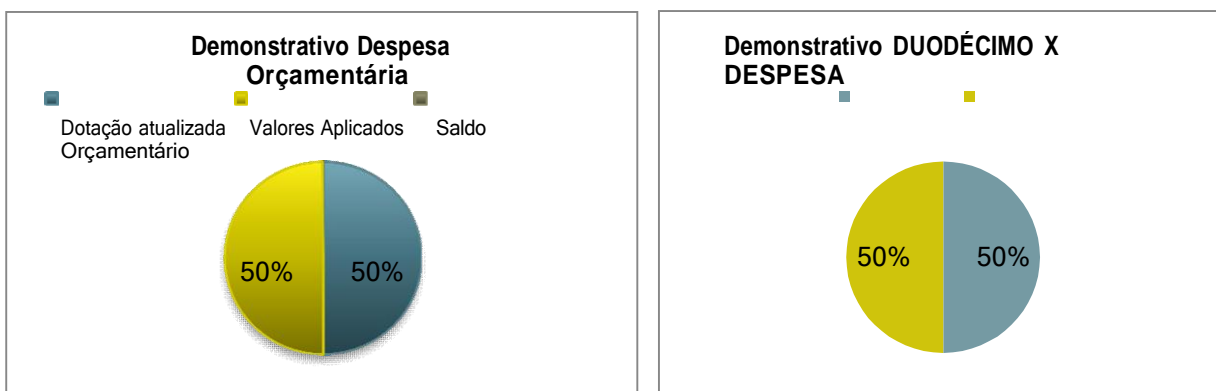 Demonstrativo Despesa
Orçamentária
Dotação atualizada Valores Aplicados Saldo
Orçamentário
50% 50%
Demonstrativo DUODÉCIMO X
DESPESA
50% 50%